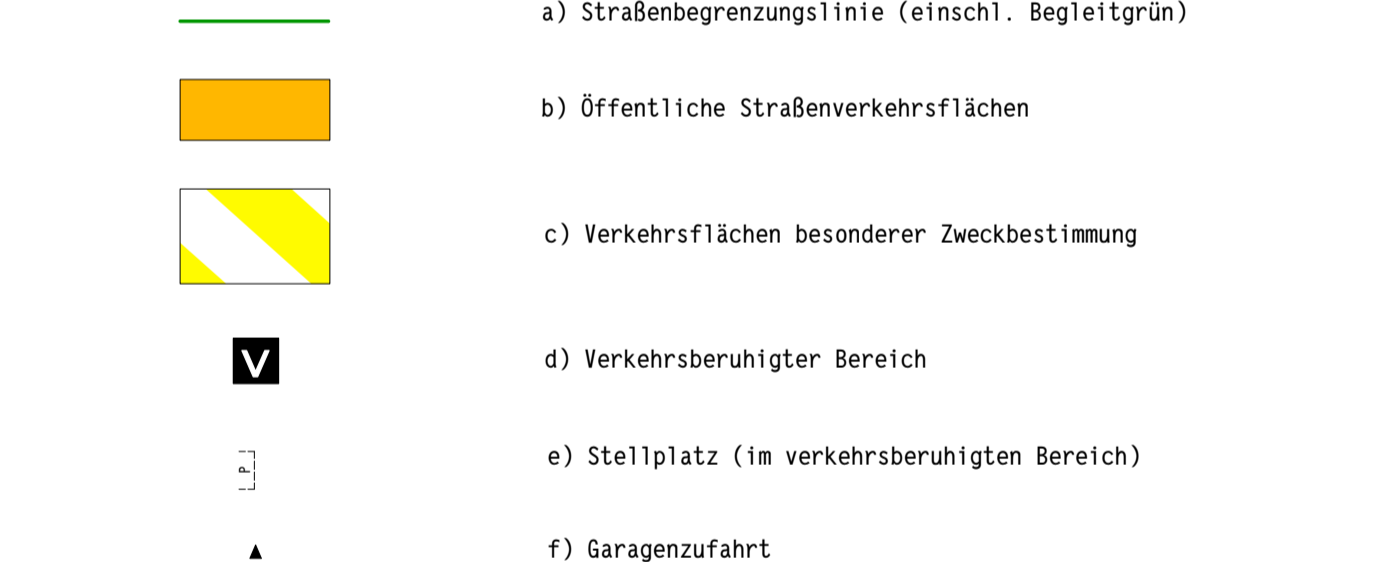 a) Straßenbegrenzungslinie (einschl. Begleitgrün)
b) Öffentliche Straßenverkehrsflächen
c) Verkehrsflächen besonderer Zweckbestimmung
V
d) Verkehrsberuhigter Bereich
P
e) Stellplatz (im verkehrsberuhigten Bereich)
f) Garagenzufahrt